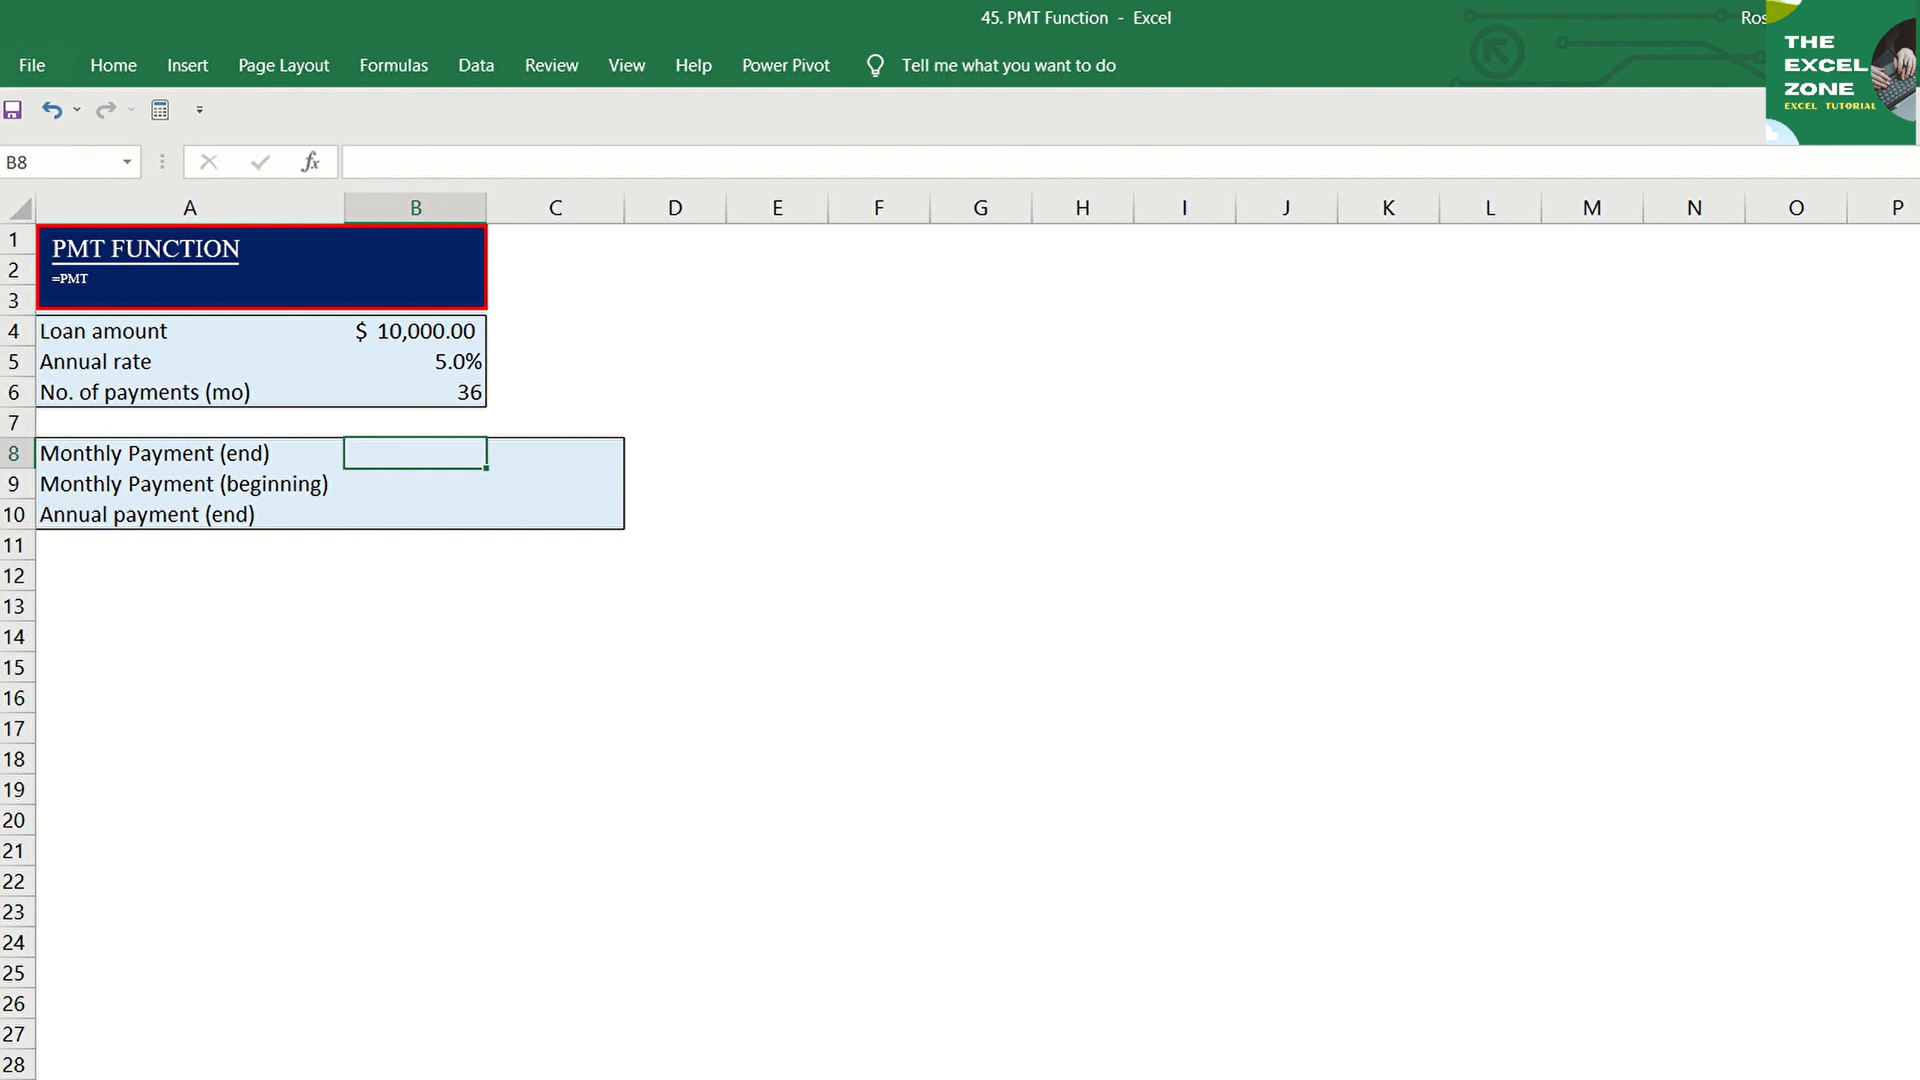 45. PMT Function - Excel
File Home Insert Page Layout Formulas Data Review View Help Power Pivot Tell me what you want to do
THE
EXCEL
ZONE
EXCEL TUTORIAL
B8 fx
A B C D E F G H I J K L M N O P
1 PMT FUNCTION
2 =PMT
3
4 Loan amount $ 10,000.00
5 Annual rate 5.0%
6 No. of payments (mo) 36
7
8 Monthly Payment (end)
9 Monthly Payment (beginning)
10 Annual payment (end)
11
12
13
14
15
16
17
18
19
20
21
22
23
24
25
26
27
28